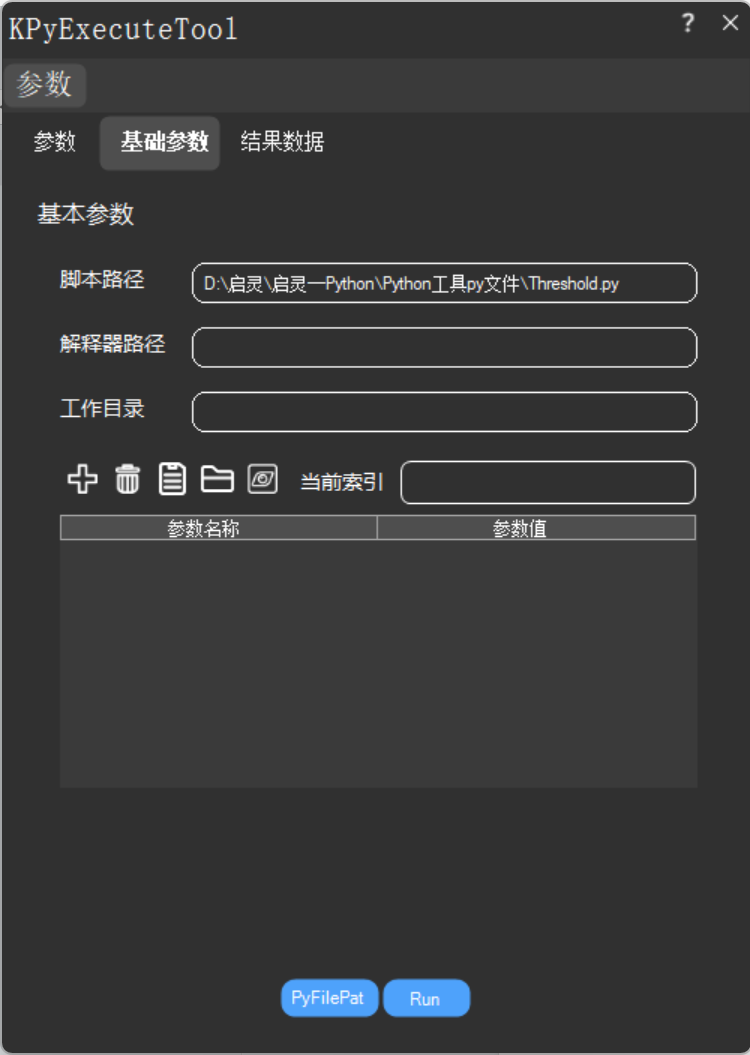 KPyExecuteTool ? ×
参数
参数 基础参数 结果数据
基本参数
脚本路径 D:\启灵\启灵一Python\Python工具py文件\Threshold.py
解释器路径
工作目录
当前索引
参数名称 参数值
PyFilePat Run